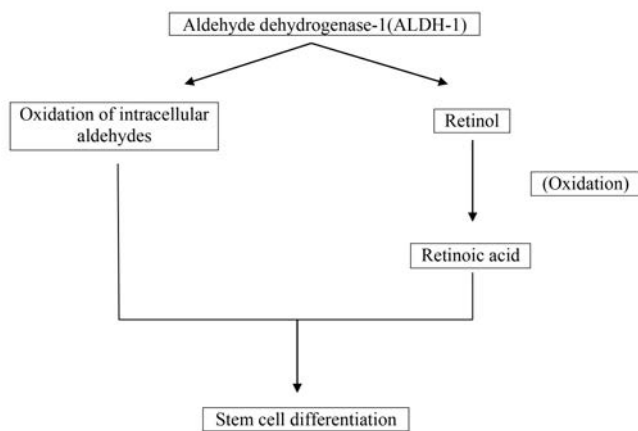 Aldehyde dehydrogenase-1(ALDH-1)
Oxidation of intracellular
aldehydes
Retinol
(Oxidation)
Retinoic acid
Stem cell differentiation